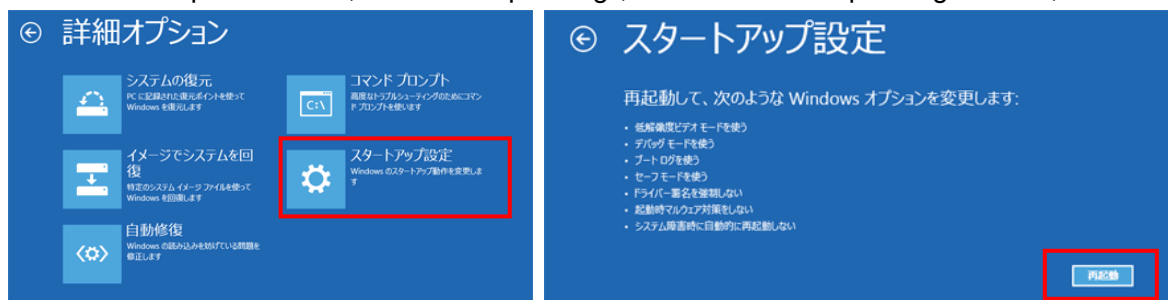 詳細オプション
システムの復元
PC に記録された復元ポイントを使って
Windows を復元します
コマンド プロンプト
高度なトラブルシューティングのためにコマン
ド プロンプトを使います
C:\
イメージでシステムを回
復
特定のシステム イメージ ファイルを使って
Windows を回復します
スタートアップ設定
Windows のスタートアップ動作を変更しま
す
自動修復
Windows の読み込みを妨げている問題を
修正します
スタートアップ設定
再起動して、次のような Windows オプションを変更します:
• 低解像度ビデオ モードを使う
• デバッグ モードを使う
• ブート ログを使う
• セーフ モードを使う
• ドライバー署名を強制しない
• 起動時マルウェア対策をしない
• システム障害時に自動的に再起動しない
再起動